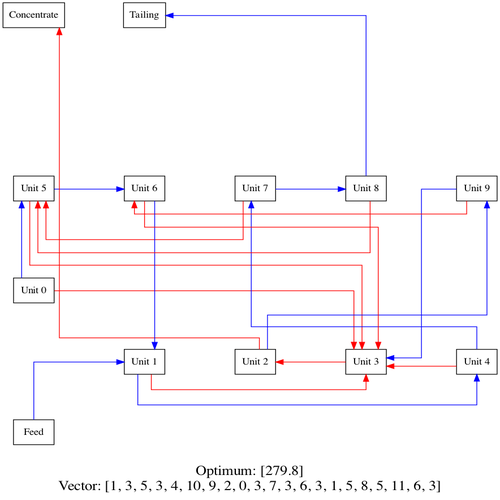 Concentrate
Tailing
Unit 5
Unit 6
Unit 7
Unit 8
Unit 9
Unit 0
Unit 1
Unit 2
Unit 3
Unit 4
Feed
Optimum: [279.8]
Vector: [1, 3, 5, 3, 4, 10, 9, 2, 0, 3, 7, 3, 6, 3, 1, 5, 8, 5, 11, 6, 3]